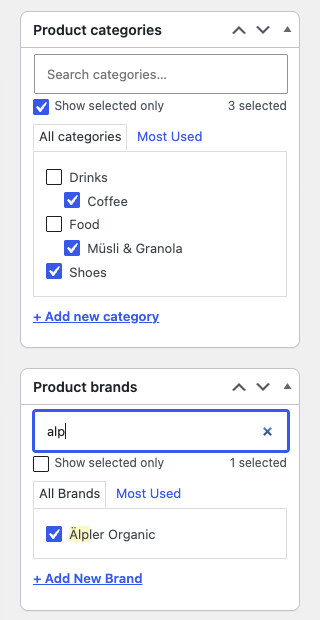 Product categories
Search categories...
Show selected only
3 selected
All categories
Most Used
Drinks
Coffee
Food
Müsli & Granola
Shoes
+ Add new category
Product brands
alp
Show selected only
1 selected
All Brands
Most Used
Älpler Organic
+ Add New Brand